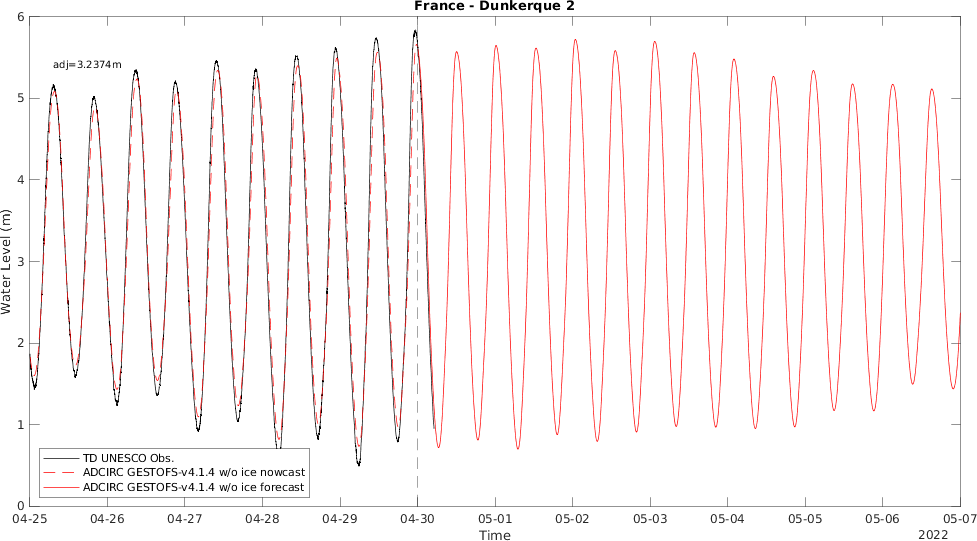 France - Dunkerque 2
6
adj=3.2374m
5
4
3
2
1
0
Water Level (m)
TD UNESCO Obs.
ADCIRC GESTOFS-v4.1.4 w/o ice nowcast
ADCIRC GESTOFS-v4.1.4 w/o ice forecast
04-25 04-26 04-27 04-28 04-29 04-30 05-01 05-02 05-03 05-04 05-05 05-06 05-07
Time
2022